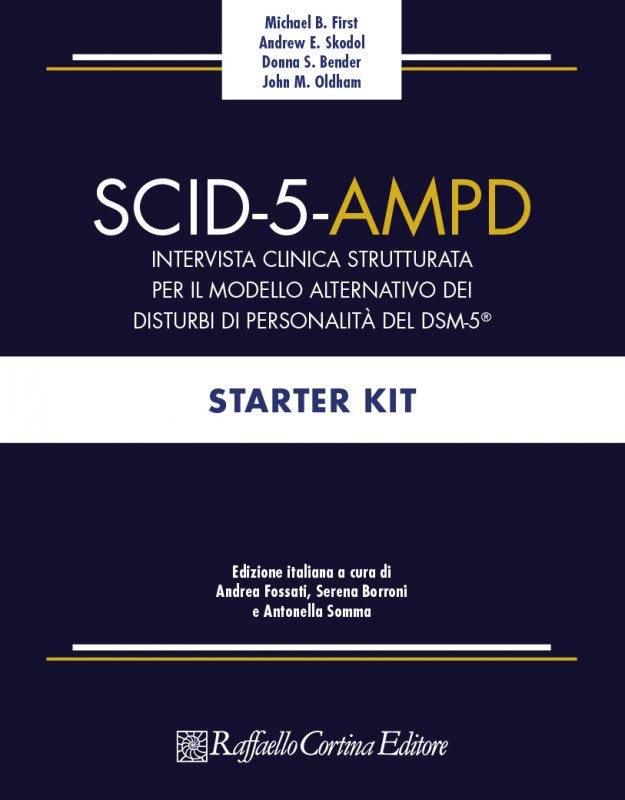 Michael B. First
Andrew E. Skodol
Donna S. Bender
John M. Oldham
SCID-5-AMPD
INTERVISTA CLINICA STRUTTURATA
PER IL MODELLO ALTERNATIVO DEI
DISTURBI DI PERSONALITÀ DEL DSM-5®
STARTER KIT
Edizione italiana a cura di
Andrea Fossati, Serena Borroni
e Antonella Somma
Raffaello Cortina Editore